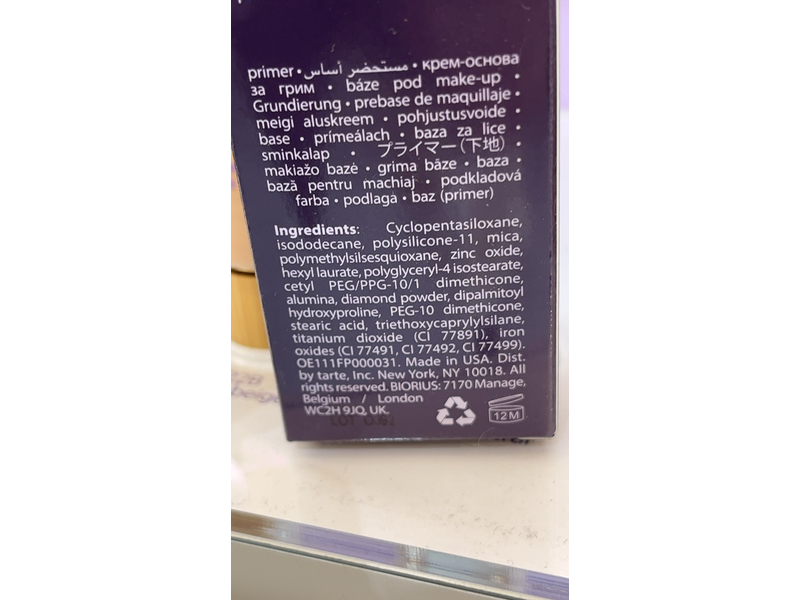 primer • مستحضر أساس • крем-основа
за грим • báze pod make-up •
Grundierung • prebase de maquillaje •
meigi aluskreem • pohjustusvoide •
base • prímeálach • baza za lice •
sminkalap • プライマー(下地) •
makiažo bazė • grima bāze • baza •
bază pentru machiaj • podkladová
farba • podlaga • baz (primer)
Ingredients: Cyclopentasiloxane,
isododecane, polysilicone-11, mica,
polymethylsilsesquioxane, zinc oxide,
hexyl laurate, polyglyceryl-4 isostearate,
cetyl PEG/PPG-10/1 dimethicone,
alumina, diamond powder, dipalmitoyl
hydroxyproline, PEG-10 dimethicone,
stearic acid, triethoxycaprylylsilane,
titanium dioxide (CI 77891), iron
oxides (CI 77491, CI 77492, CI 77499).
OE111FP000031. Made in USA. Dist.
by tarte, Inc. New York, NY 10018. All
rights reserved. BIORIUS: 7170 Manage,
Belgium / London
WC2H 9JQ, UK.
12 M